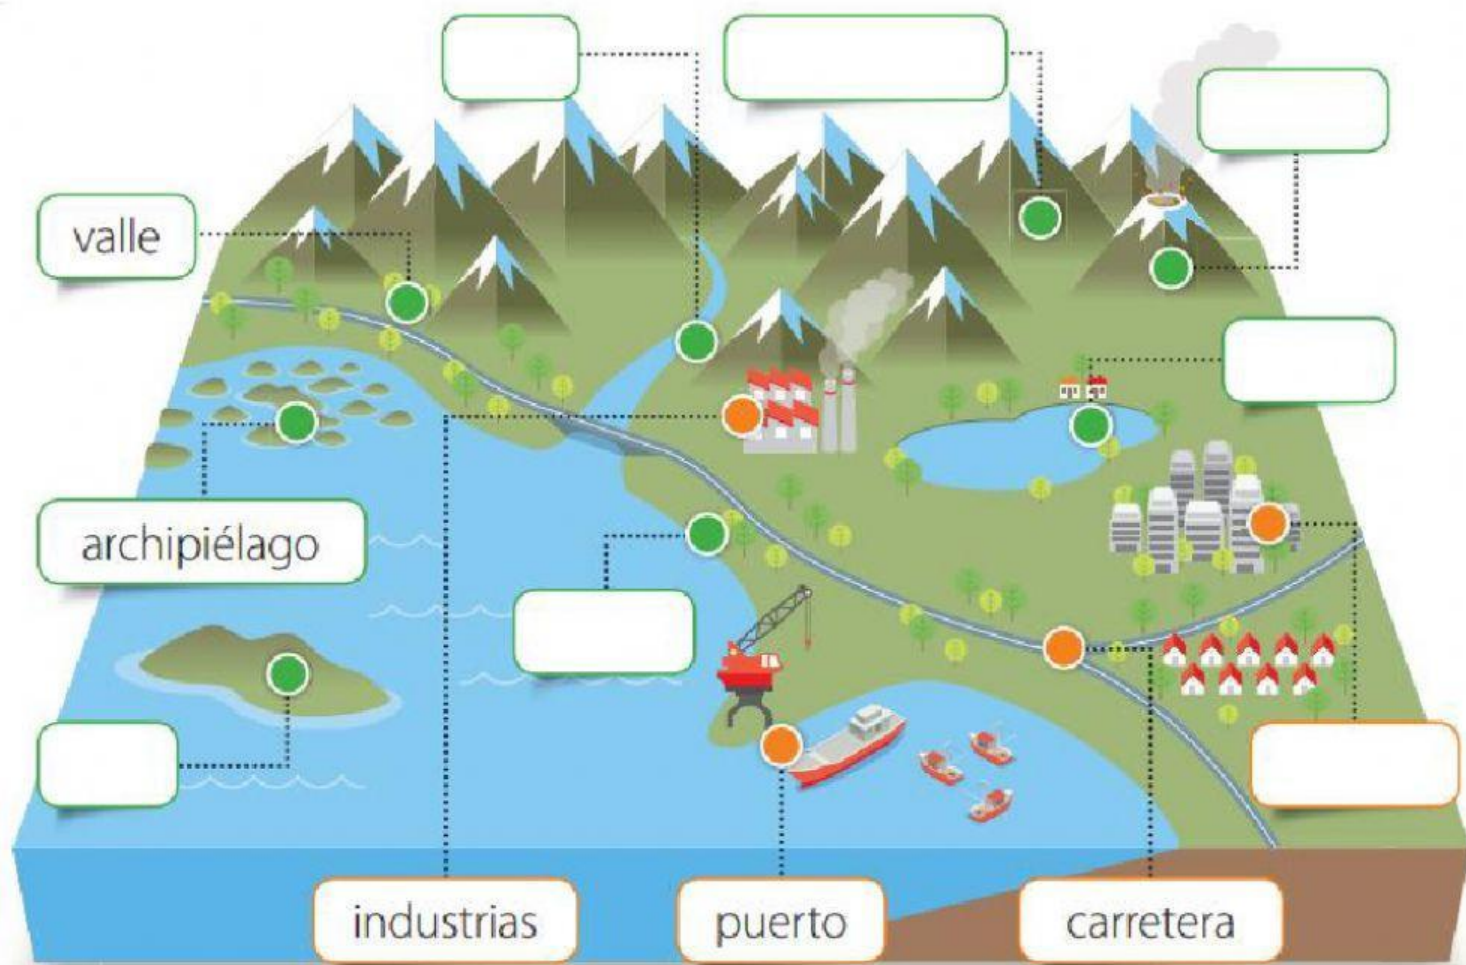 valle
archipiélago
industrias
puerto
carretera